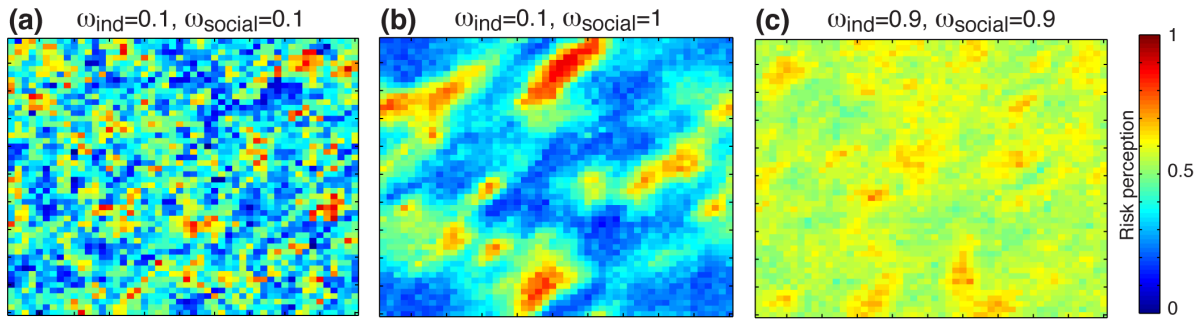 (a) ωind=0.1, ωsocial=0.1
(b) ωind=0.1, ωsocial=1
(c) ωind=0.9, ωsocial=0.9
1
0.5
0
Risk perception